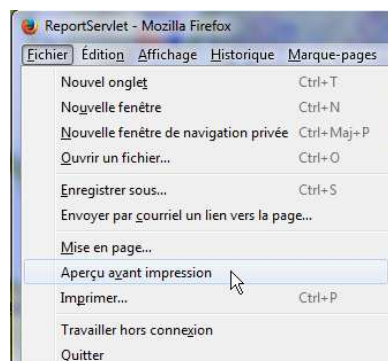 ReportServlet - Mozilla Firefox
Fichier Édition Affichage Historique Marque-pages
Nouvel onglet Ctrl+T
Nouvelle fenêtre Ctrl+N
Nouvelle fenêtre de navigation privée Ctrl+Maj+P
Ouvrir un fichier... Ctrl+O
Enregistrer sous... Ctrl+S
Envoyer par courriel un lien vers la page...
Mise en page...
Aperçu avant impression
Imprimer... Ctrl+P
Travailler hors connexion
Quitter